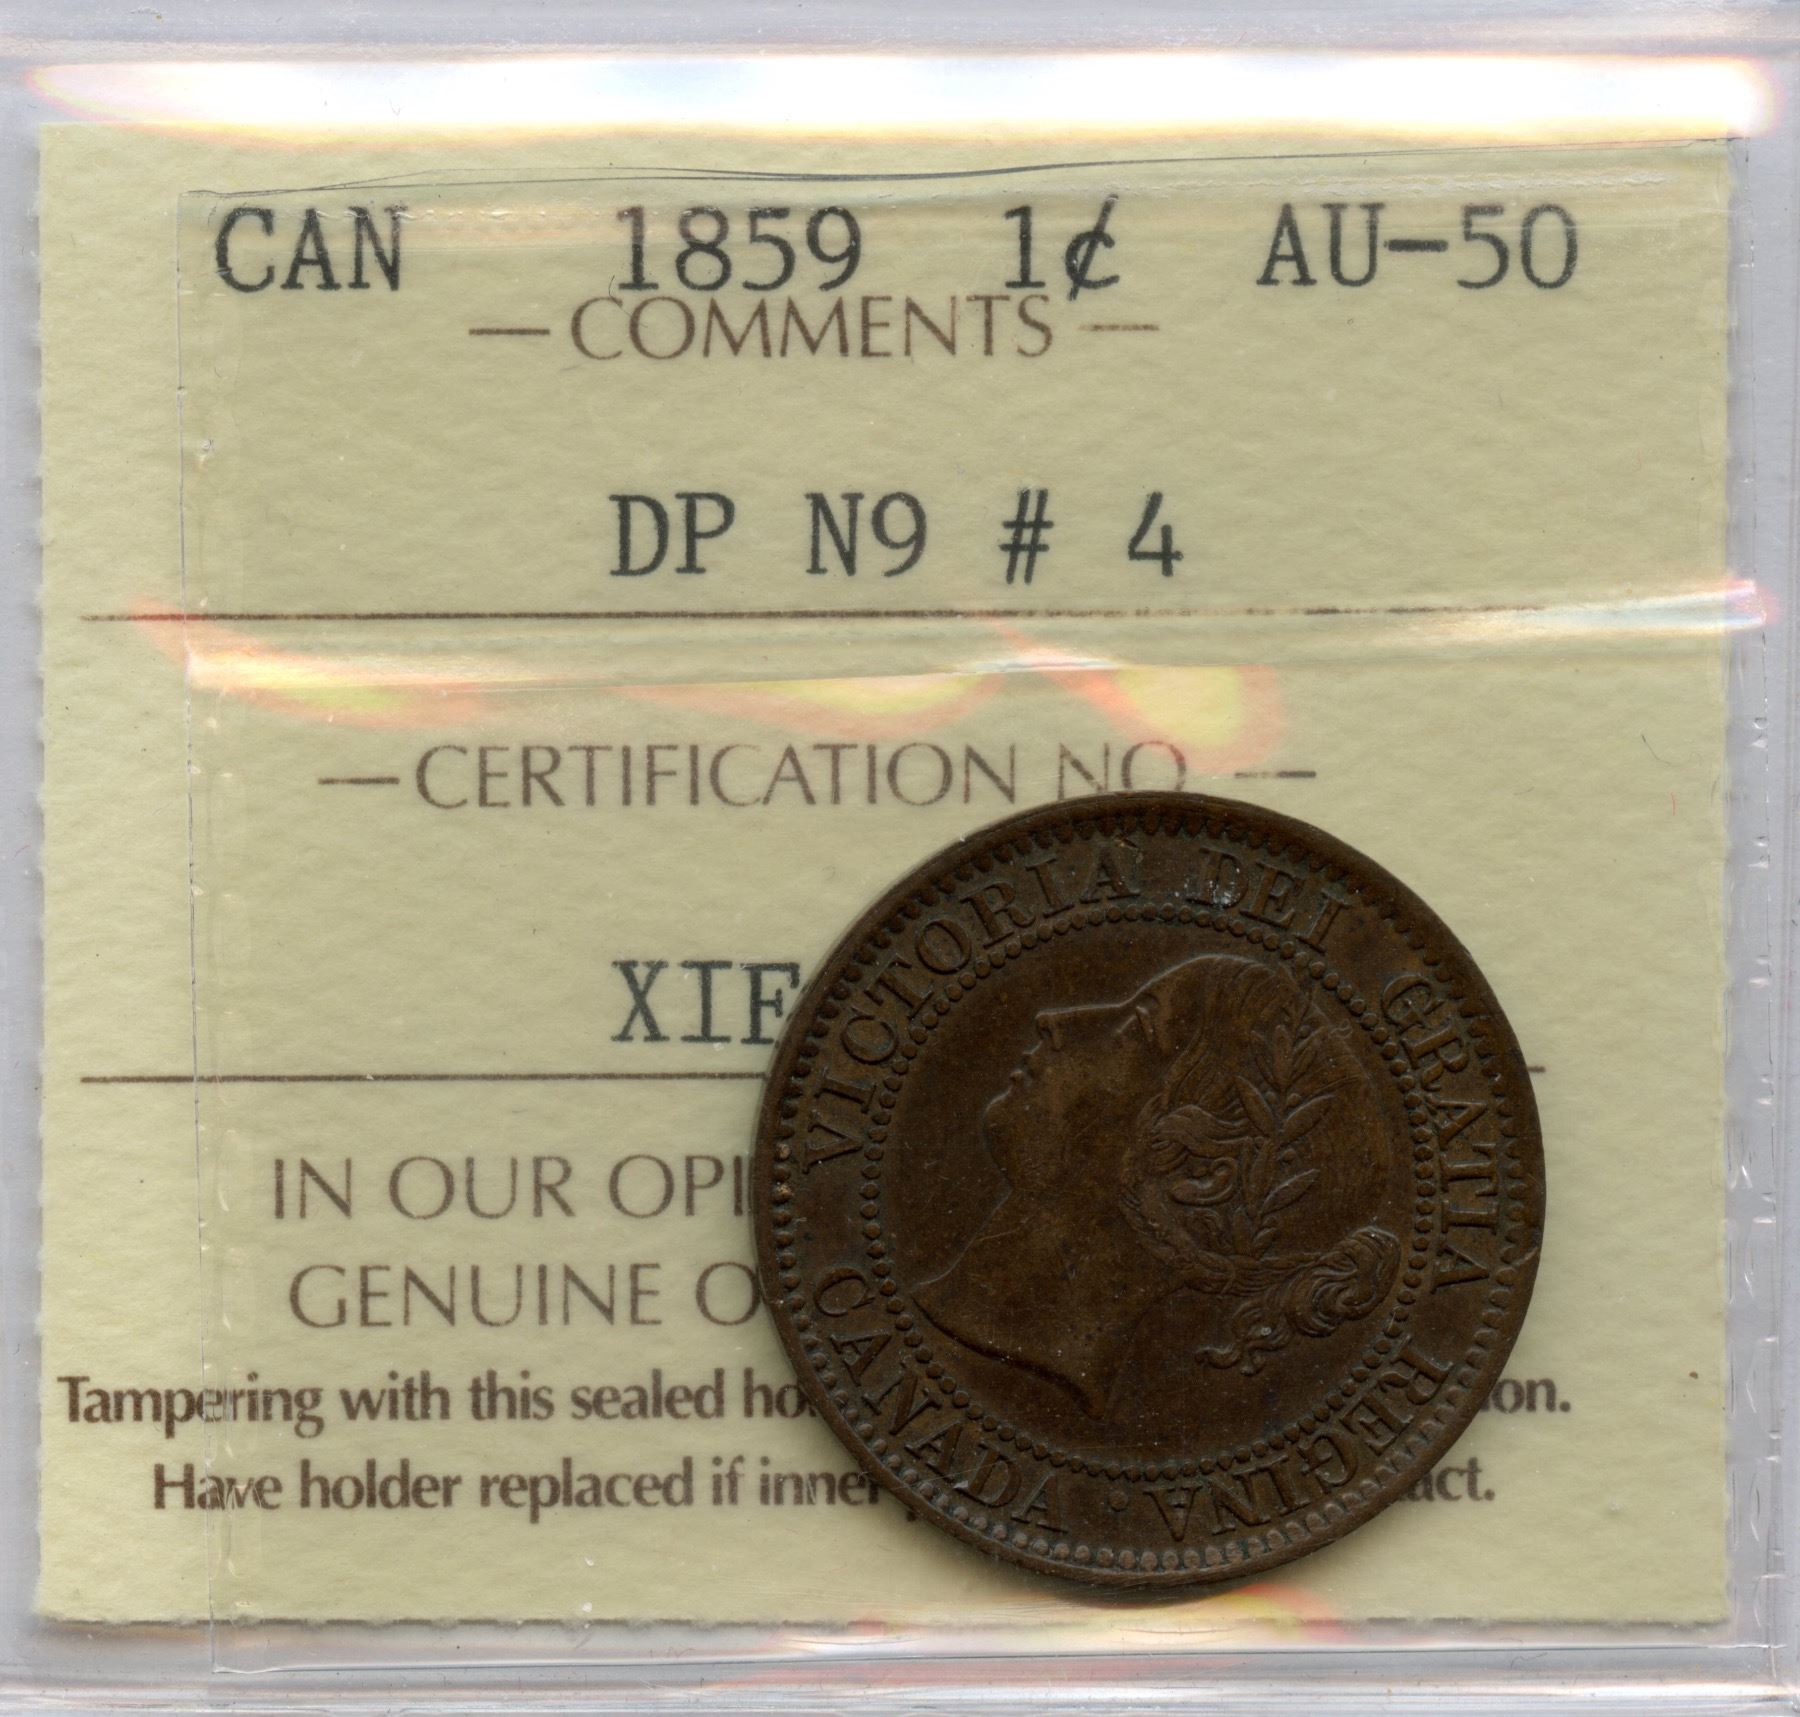 CAN 1859 1¢ AU-50
— COMMENTS —
DP N9 # 4
— CERTIFICATION NO —
XIF
IN OUR OPI
GENUINE O
Tampering with this sealed ho on.
Have holder replaced if inner act.
VICTORIA DEI GRATIA REGINA · CANADA